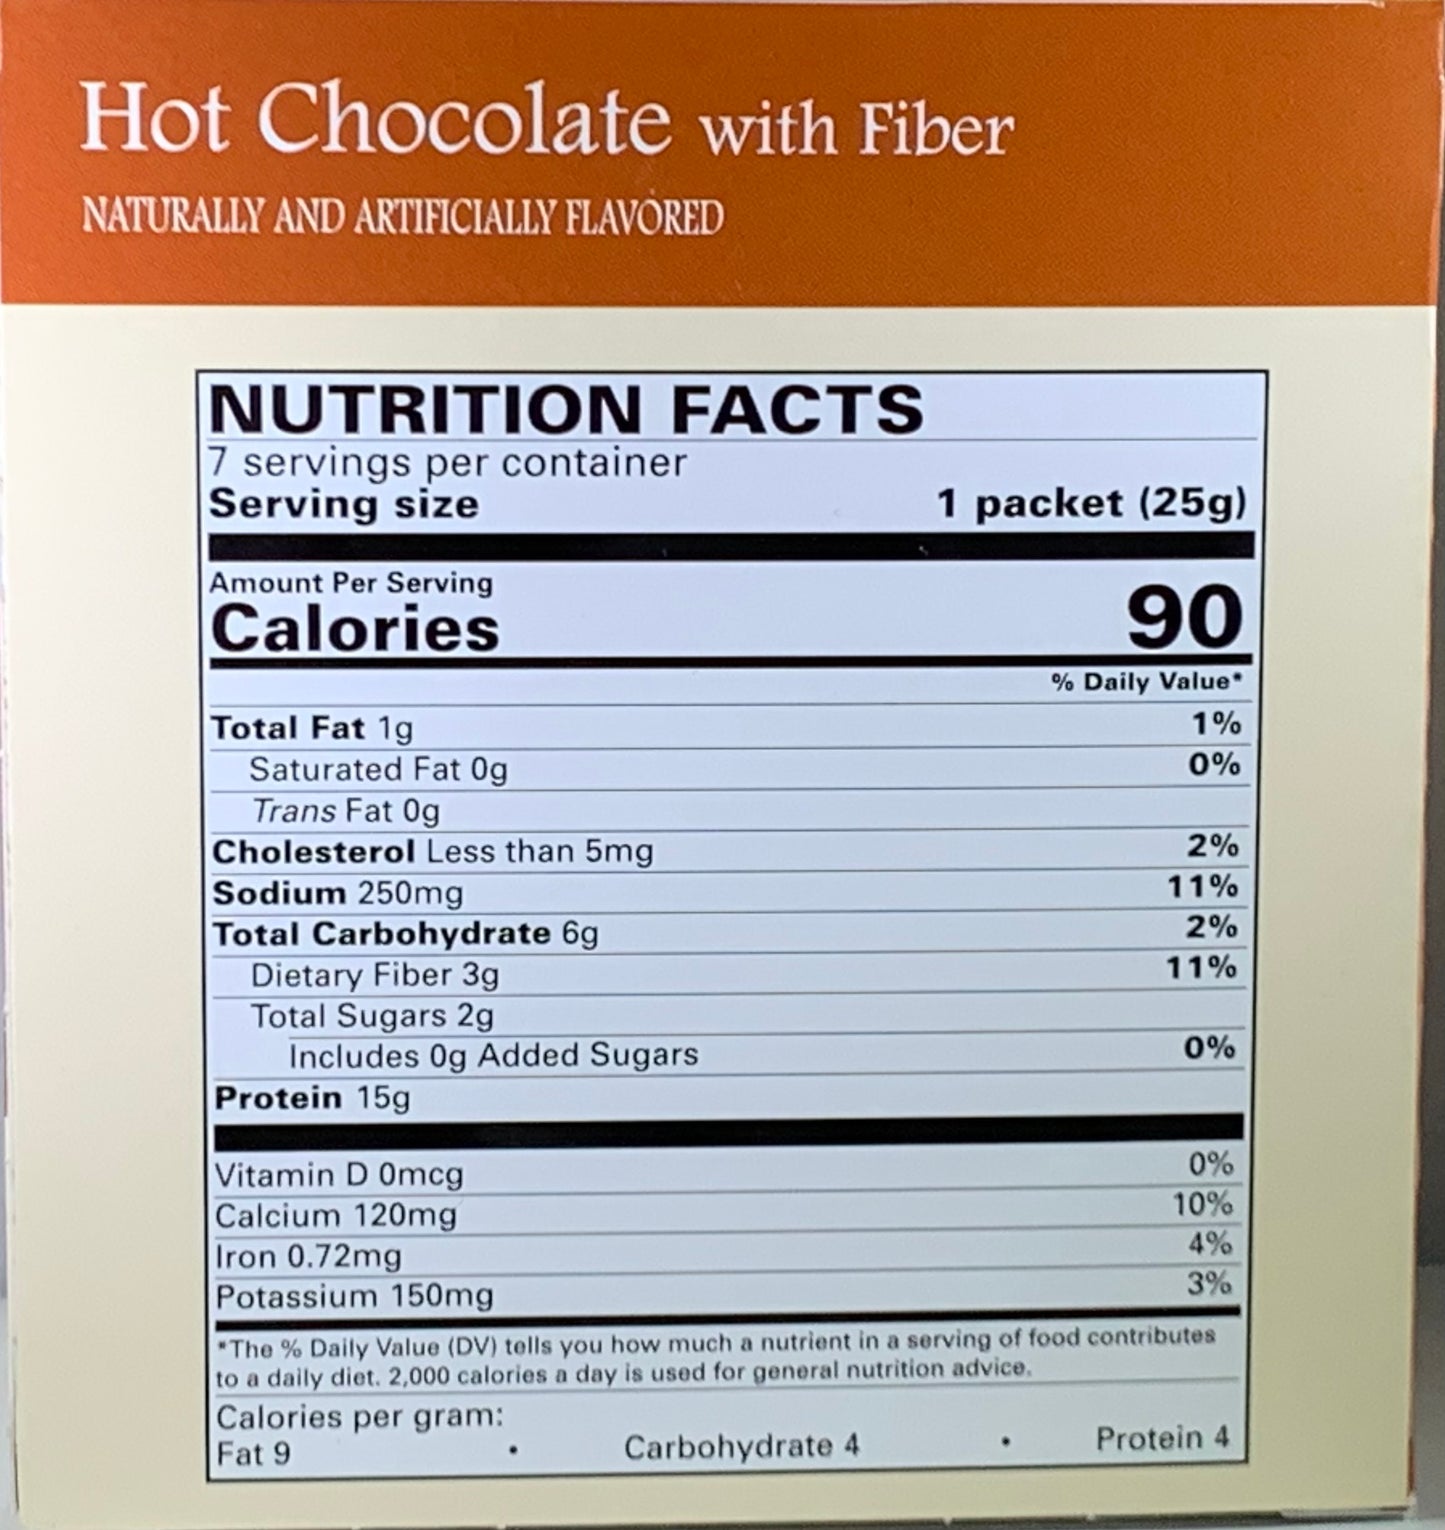 Hot Chocolate with Fiber
NATURALLY AND ARTIFICIALLY FLAVORED
NUTRITION FACTS
7 servings per container
Serving size 1 packet (25g)
Amount Per Serving
Calories 90
% Daily Value*
Total Fat 1g 1%
Saturated Fat 0g 0%
Trans Fat 0g
Cholesterol Less than 5mg 2%
Sodium 250mg 11%
Total Carbohydrate 6g 2%
Dietary Fiber 3g 11%
Total Sugars 2g
Includes 0g Added Sugars 0%
Protein 15g
Vitamin D 0mcg 0%
Calcium 120mg 10%
Iron 0.72mg 4%
Potassium 150mg 3%
*The % Daily Value (DV) tells you how much a nutrient in a serving of food contributes
to a daily diet. 2,000 calories a day is used for general nutrition advice.
Calories per gram:
Fat 9 • Carbohydrate 4 • Protein 4